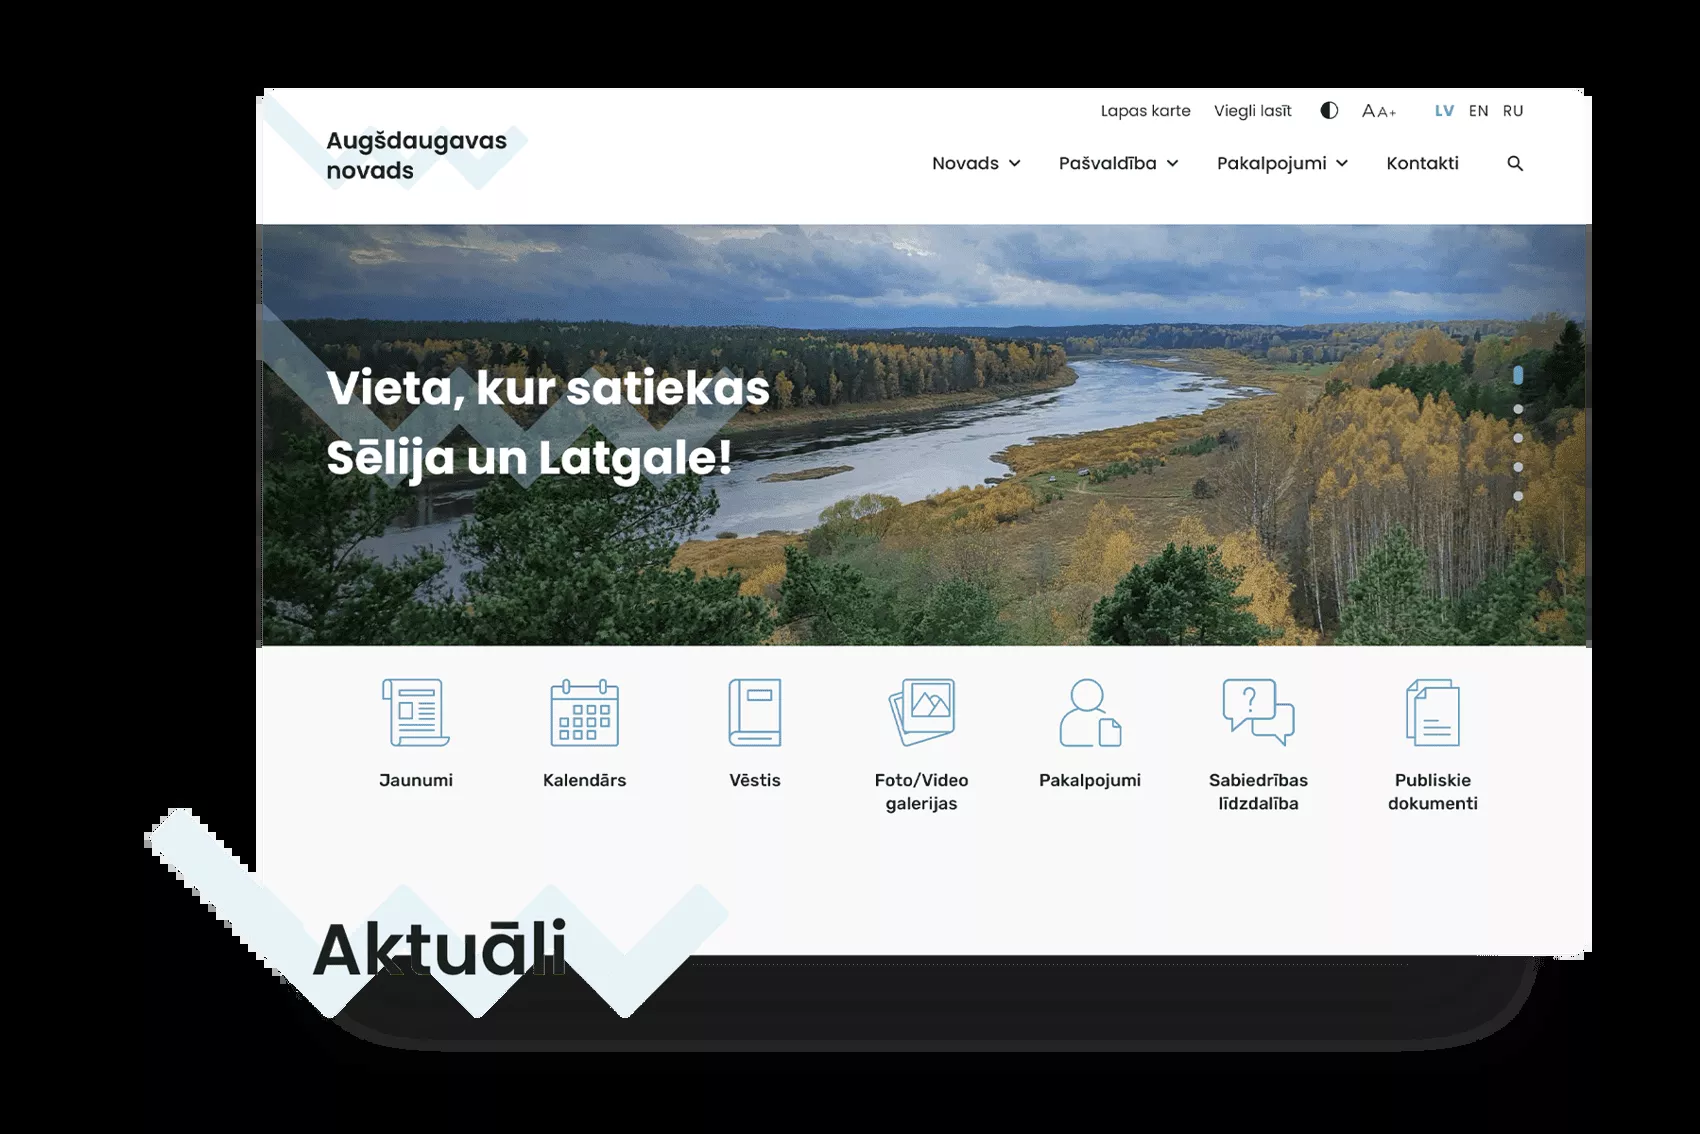 Lapas karte Viegli lasīt AA+ LV EN RU
Augšdaugavas
novads
Novads Pašvaldība Pakalpojumi Kontakti
Vieta, kur satiekas
Sēlija un Latgale!
Jaunumi
Kalendārs
Vēstis
Foto/Video
galerijas
Pakalpojumi
Sabiedrības
līdzdalība
Publiskie
dokumenti
Aktuāli